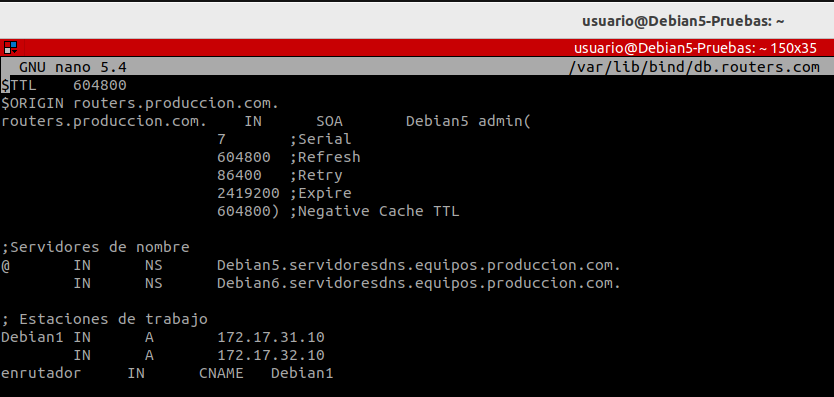 usuario@Debian5-Pruebas: ~
usuario@Debian5-Pruebas: ~ 150x35
GNU nano 5.4 /var/lib/bind/db.routers.com
$TTL 604800
$ORIGIN routers.produccion.com.
routers.produccion.com. IN SOA Debian5 admin(
7 ;Serial
604800 ;Refresh
86400 ;Retry
2419200 ;Expire
604800) ;Negative Cache TTL
;Servidores de nombre
@ IN NS Debian5.servidoresdns.equipos.produccion.com.
IN NS Debian6.servidoresdns.equipos.produccion.com.
; Estaciones de trabajo
Debian1 IN A 172.17.31.10
IN A 172.17.32.10
enrutador IN CNAME Debian1